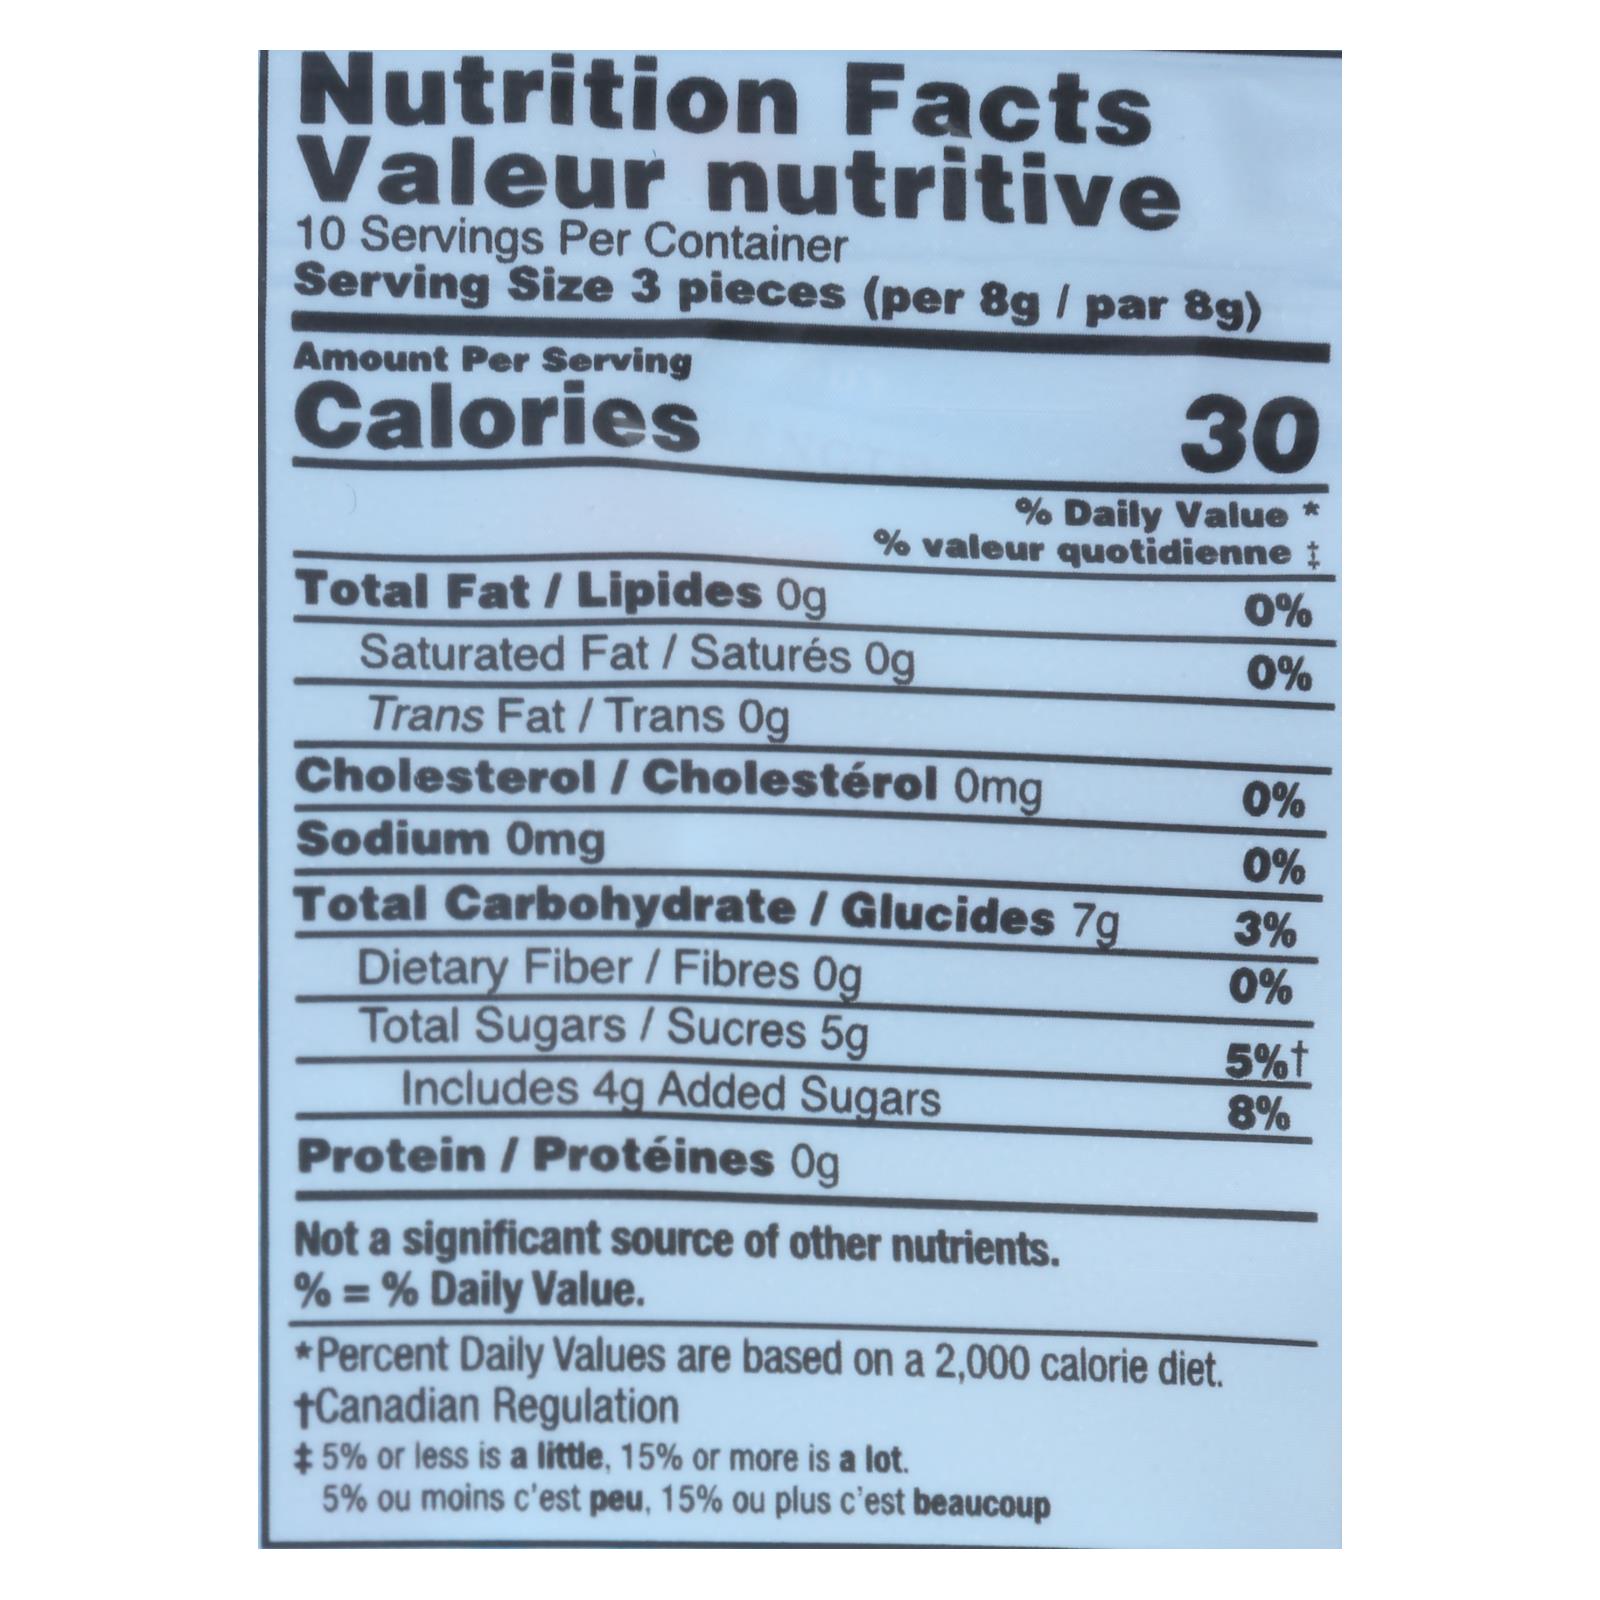 Nutrition Facts
Valeur nutritive
10 Servings Per Container
Serving Size 3 pieces (per 8g / par 8g)
Amount Per Serving
Calories 30
% Daily Value *
% valeur quotidienne ‡
Total Fat / Lipides 0g 0%
Saturated Fat / Saturés 0g 0%
Trans Fat / Trans 0g
Cholesterol / Cholestérol 0mg 0%
Sodium 0mg 0%
Total Carbohydrate / Glucides 7g 3%
Dietary Fiber / Fibres 0g 0%
Total Sugars / Sucres 5g 5%†
Includes 4g Added Sugars 8%
Protein / Protéines 0g
Not a significant source of other nutrients.
% = % Daily Value.
*Percent Daily Values are based on a 2,000 calorie diet.
†Canadian Regulation
‡ 5% or less is a little, 15% or more is a lot.
5% ou moins c'est peu, 15% ou plus c'est beaucoup